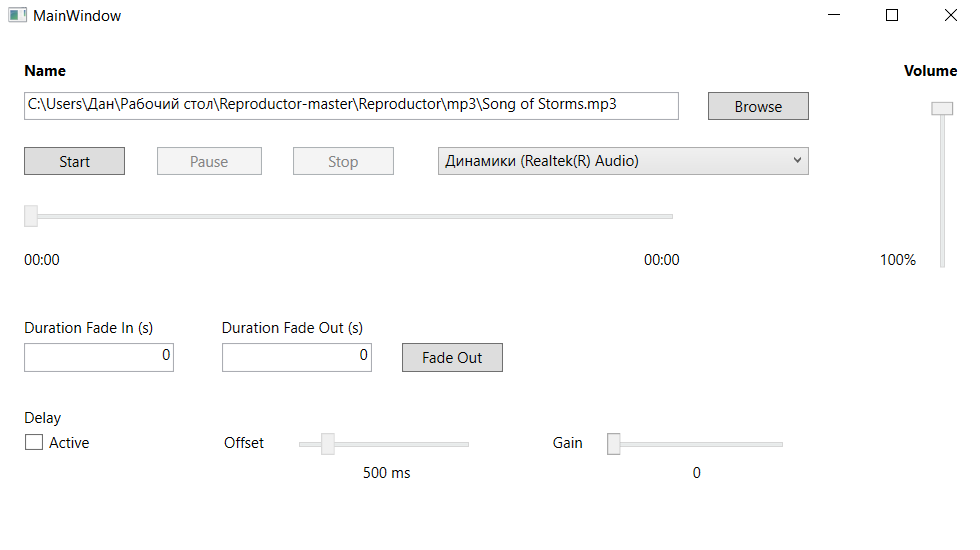 MainWindow
Name
Volume
C:\Users\Дан\Рабочий стол\Reproductor-master\Reproductor\mp3\Song of Storms.mp3
Browse
Start
Pause
Stop
Динамики (Realtek(R) Audio)
00:00
00:00
100%
Duration Fade In (s)
Duration Fade Out (s)
0
0
Fade Out
Delay
Active
Offset
Gain
500 ms
0